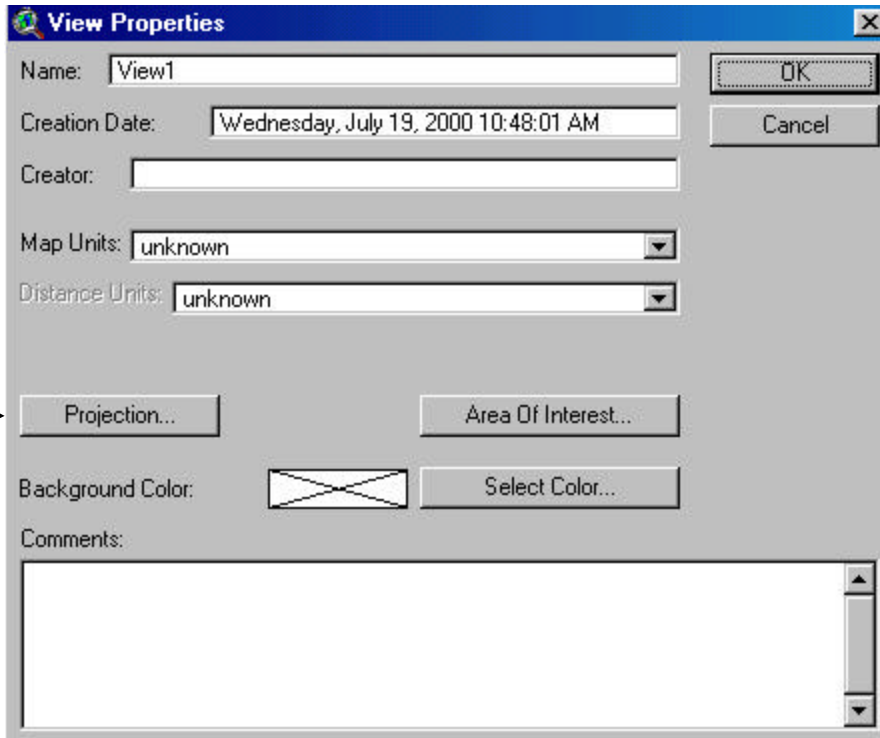 View Properties
Name: View1
OK
Creation Date: Wednesday, July 19, 2000 10:48:01 AM
Cancel
Creator:
Map Units: unknown
Distance Units: unknown
Projection...
Area Of Interest...
Background Color:
Select Color...
Comments: